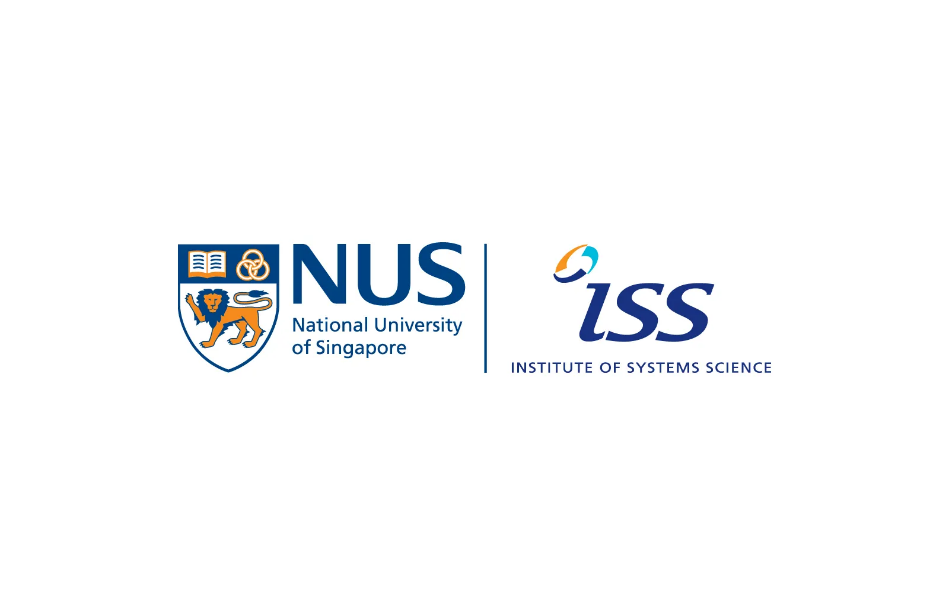 NUS
National University
of Singapore
iss
INSTITUTE OF SYSTEMS SCIENCE